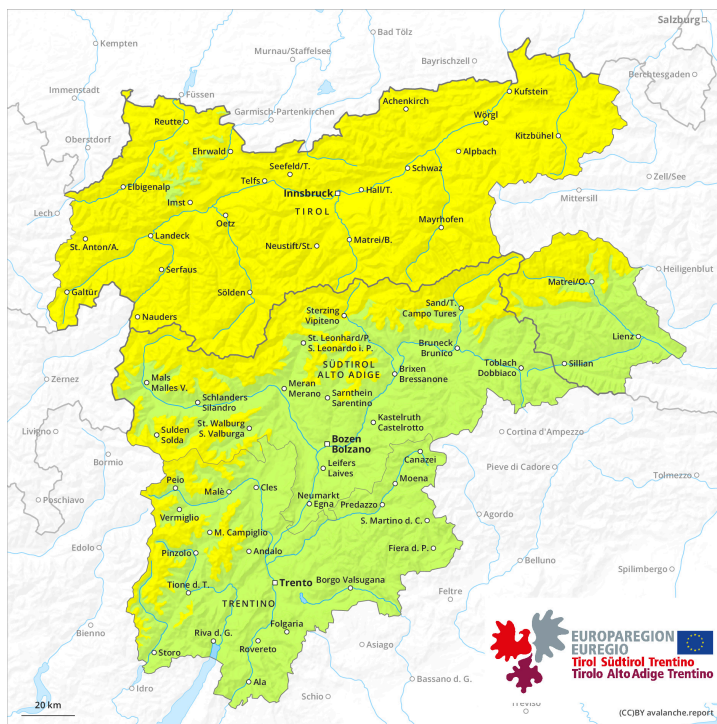 Salzburg
Kempten
Bad Tölz
Murnau/Staffelsee
Bayrischzell
Berchtesgaden
Immenstadt
Füssen
Garmisch-Partenkirchen
Achenkirch
Kufstein
Reutte
Wörgl
Oberstdorf
Ehrwald
Kitzbühel
Alpbach
Seefeld/T.
Schwaz
Zell/See
Elbigenalp
Telfs
Innsbruck
Hall/T.
Mittersill
Lech
Imst
TIROL
Oetz
Mayrhofen
St. Anton/A.
Landeck
Neustift/St.
Matrei/B.
Serfaus
Heiligenblut
Galtür
Sölden
Matrei/O.
Nauders
Sterzing
Vipiteno
Sand/T.
Campo Tures
Lienz
St. Leonhard/P.
S. Leonardo i. P.
Bruneck
Brunico
SÜDTIROL
ALTO ADIGE
Brixen
Bressanone
Toblach
Dobbiaco
Sillian
Zernez
Mals
Malles V.
Meran
Merano
Schlanders
Silandro
Sarnthein
Sarentino
St. Walburg
S. Valburga
Kastelruth
Castelrotto
Livigno
Sulden
Solda
Bozen
Bolzano
Cortina d'Ampezzo
Bormio
Canazei
Leifers
Laives
Pieve di Cadore
Tolmezzo
Peio
Malè
Cles
Moena
Poschiavo
Neumarkt
Egna
Predazzo
Vermiglio
Agordo
S. Martino d. C.
M. Campiglio
Edolo
Pinzolo
Andalo
Fiera d. P.
Belluno
Spilimbergo
Tione d. T.
Trento
Borgo Valsugana
Feltre
TRENTINO
Folgaria
Bienno
Riva d. G.
Rovereto
Asiago
Storo
Bassano d. G.
Idro
Ala
Schio
Treviso
EUROPAREGION
EUREGIO
Tirol Südtirol Trentino
Tirolo Alto Adige Trentino
20 km
(CC)BY avalanche.report